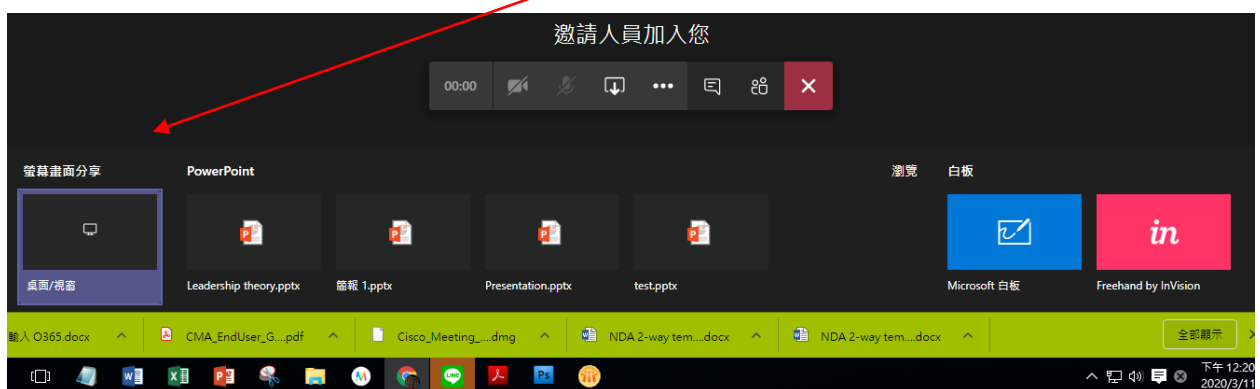 邀請人員加入您
00:00
螢幕畫面分享 PowerPoint 瀏覽 白板
in
桌面/視窗 Leadership theory.pptx 簡報 1.pptx Presentation.pptx test.pptx Microsoft 白板 Freehand by InVision
輸入 O365.docx CMA_EndUser_G....pdf Cisco_Meeting_....dmg NDA 2-way tem....docx NDA 2-way tem....docx 全部顯示
下午 12:20
2020/3/11